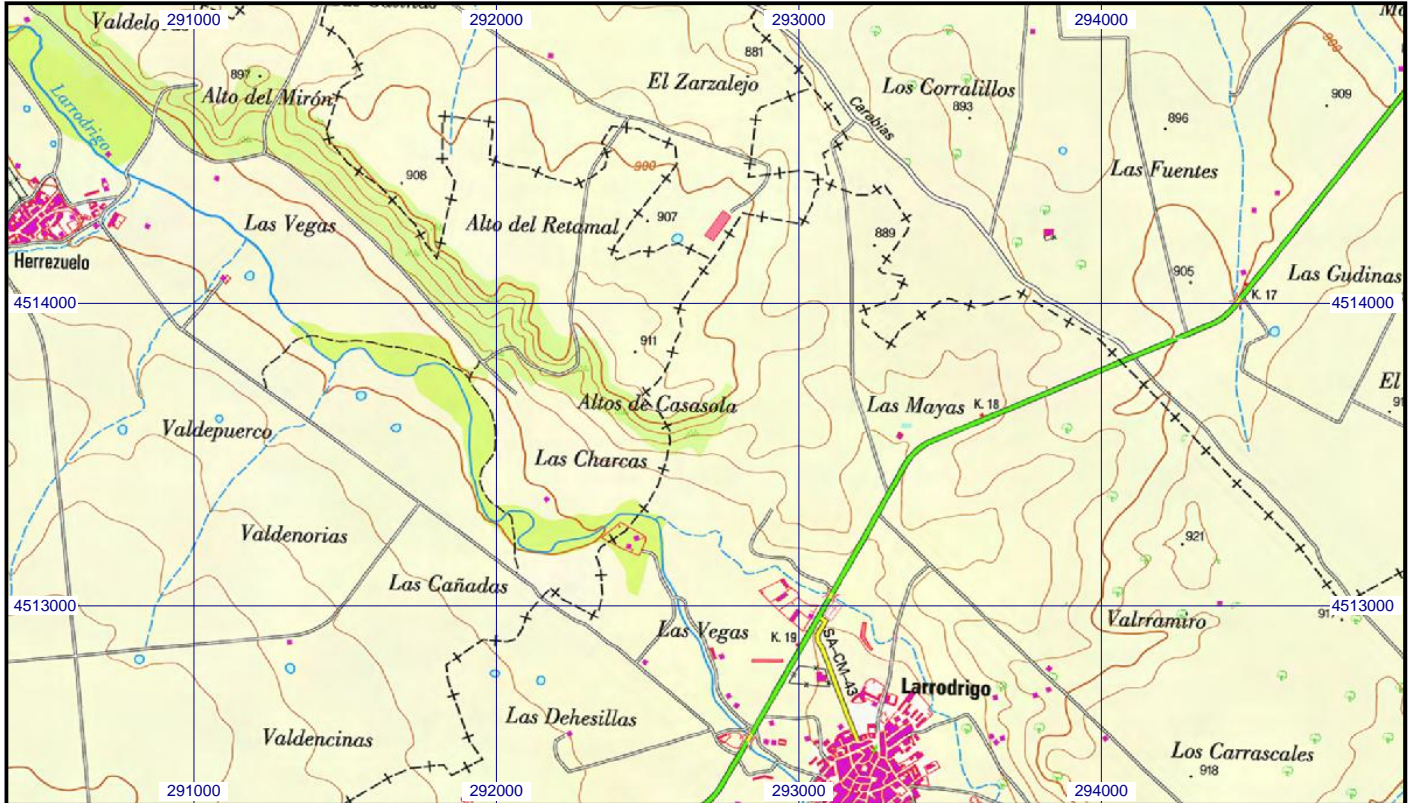 291000
292000
293000
294000
881
El Zarzalejo
Los Corralillos
893
Carabias
909
900
896
897
Alto del Mirón
Larrodrigo
908
900
Las Fuentes
Las Vegas
Alto del Retamal
907
889
Herrezuelo
905
Las Gudinas
4514000
K. 17
4514000
911
El
Altos de Casasola
Las Mayas
K. 18
Valdepuerco
Las Charcas
Valdenorias
921
Las Cañadas
4513000
4513000
Valrramiro
Las Vegas
K. 19
SA-CM-43
Larrodrigo
Las Dehesillas
Valdencinas
Los Carrascales
918
291000
292000
293000
294000